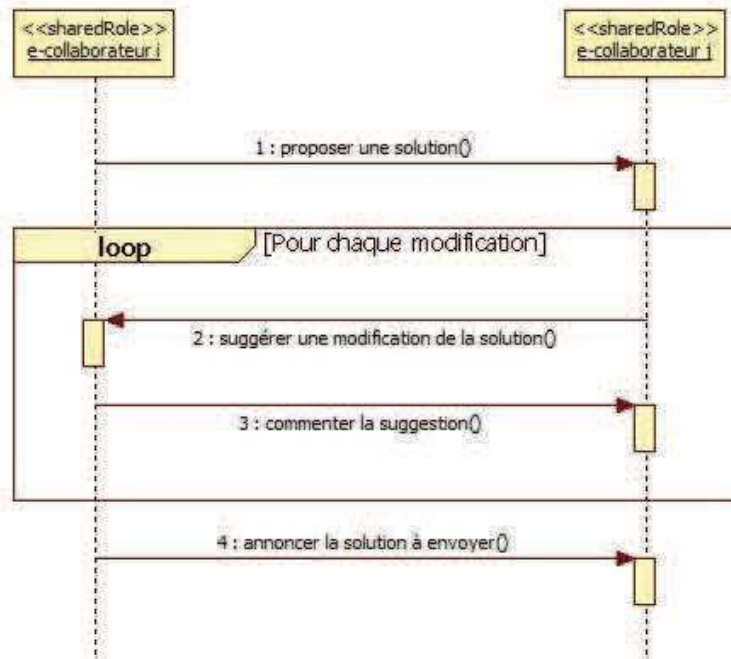 <<sharedRole>>
e-collaborateur i
<<sharedRole>>
e-collaborateur j
1 : proposer une solution()
loop
[Pour chaque modification]
2 : suggérer une modification de la solution()
3 : commenter la suggestion()
4 : annoncer la solution à envoyer()